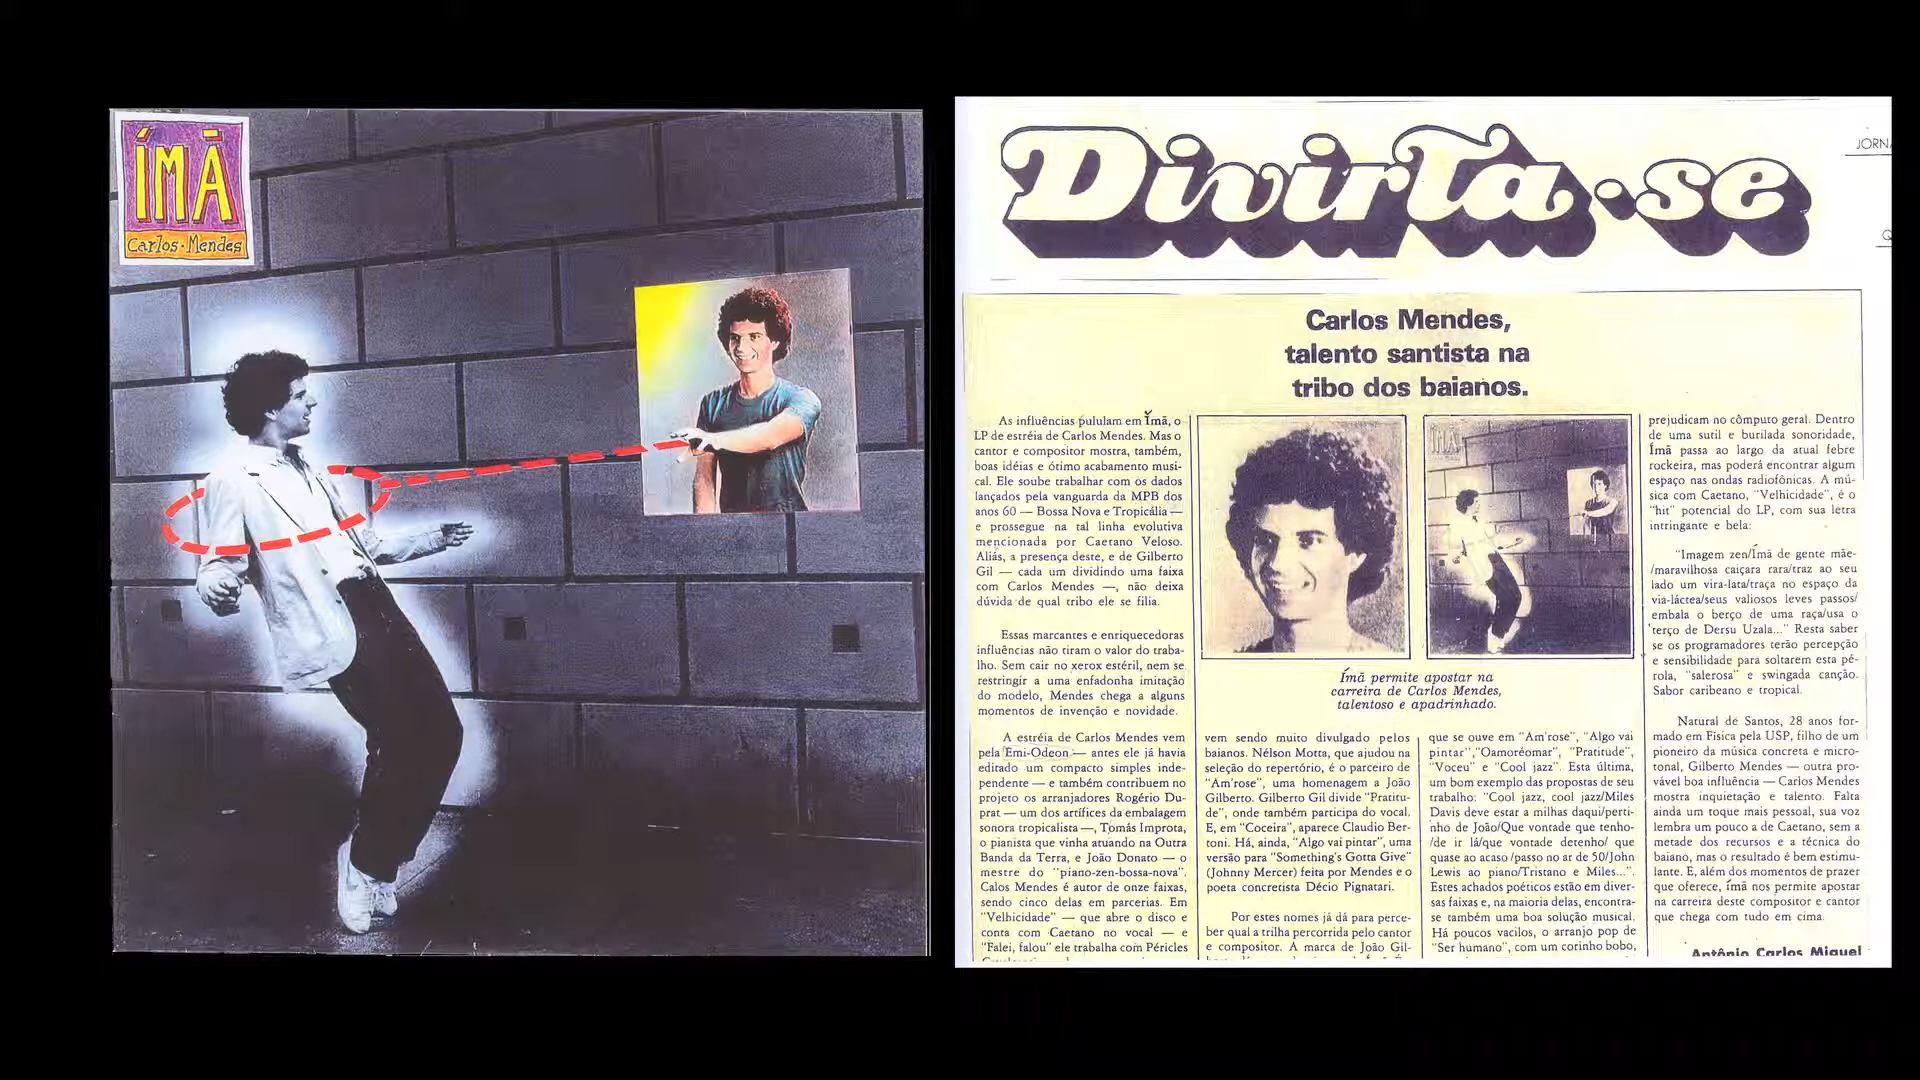 ÍMÃ
Carlos·Mendes
Divirta-se
JORN
Carlos Mendes,
talento santista na
tribo dos baianos.
As influências pululam em Ímã, o
LP de estréia de Carlos Mendes. Mas o
cantor e compositor mostra, também,
boas idéias e ótimo acabamento musi-
cal. Ele soube trabalhar com os dados
lançados pela vanguarda da MPB dos
anos 60 — Bossa Nova e Tropicália —
e prossegue na tal linha evolutiva
mencionada por Caetano Veloso.
Aliás, a presença deste, e de Gilberto
Gil — cada um dividindo uma faixa
com Carlos Mendes —, não deixa
dúvida de qual tribo ele se filia.
Essas marcantes e enriquecedoras
influências não tiram o valor do traba-
lho. Sem cair no xerox estéril, nem se
restringir a uma enfadonha imitação
do modelo, Mendes chega a alguns
momentos de invenção e novidade.
A estréia de Carlos Mendes vem
pela Emi-Odeon — antes ele já havia
editado um compacto simples inde-
pendente — e também contribuem no
projeto os arranjadores Rogério Du-
prat — um dos artífices da embalagem
sonora tropicalista —, Tomás Improta,
o pianista que vinha atuando na Outra
Banda da Terra, e João Donato — o
mestre do "piano-zen-bossa-nova".
Calos Mendes é autor de onze faixas,
sendo cinco delas em parcerias. Em
"Velhicidade" — que abre o disco e
conta com Caetano no vocal — e
"Falei, falou" ele trabalha com Péricles
Ímã permite apostar na
carreira de Carlos Mendes,
talentoso e apadrinhado.
vem sendo muito divulgado pelos
baianos. Nélson Motta, que ajudou na
seleção do repertório, é o parceiro de
"Am'rose", uma homenagem a João
Gilberto. Gilberto Gil divide "Pratitu-
de", onde também participa do vocal.
E, em "Coceira", aparece Claudio Ber-
toni. Há, ainda, "Algo vai pintar", uma
versão para "Something's Gotta Give"
(Johnny Mercer) feita por Mendes e o
poeta concretista Décio Pignatari.
Por estes nomes já dá para perce-
ber qual a trilha percorrida pelo cantor
e compositor. A marca de João Gil-
que se ouve em "Am'rose", "Algo vai
pintar","Oamoréomar", "Pratitude",
"Voceu" e "Cool jazz". Esta última,
um bom exemplo das propostas de seu
trabalho: "Cool jazz, cool jazz/Miles
Davis deve estar a milhas daqui/perti-
nho de João/Que vontade que tenho-
/de ir lá/que vontade detenho/ que
quase ao acaso /passo no ar de 50/John
Lewis ao piano/Tristano e Miles...".
Estes achados poéticos estão em diver-
sas faixas e, na maioria delas, encontra-
se também uma boa solução musical.
Há poucos vacilos, o arranjo pop de
"Ser humano", com um corinho bobo,
prejudicam no cômputo geral. Dentro
de uma sutil e burilada sonoridade,
Ímã passa ao largo da atual febre
rockeira, mas poderá encontrar algum
espaço nas ondas radiofônicas. A mú-
sica com Caetano, "Velhicidade", é o
"hit" potencial do LP, com sua letra
intringante e bela:
"Imagem zen/Ímã de gente mãe-
/maravilhosa caiçara rara/traz ao seu
lado um vira-lata/traça no espaço da
via-láctea/seus valiosos leves passos/
embala o berço de uma raça/usa o
terço de Dersu Uzala..." Resta saber
se os programadores terão percepção
e sensibilidade para soltarem esta pé-
rola, "salerosa" e swingada canção.
Sabor caribeano e tropical.
Natural de Santos, 28 anos for-
mado em Física pela USP, filho de um
pioneiro da música concreta e micro-
tonal, Gilberto Mendes — outra pro-
vável boa influência — Carlos Mendes
mostra inquietação e talento. Falta
ainda um toque mais pessoal, sua voz
lembra um pouco a de Caetano, sem a
metade dos recursos e a técnica do
baiano, mas o resultado é bem estimu-
lante. E, além dos momentos de prazer
que oferece, Ímã nos permite apostar
na carreira deste compositor e cantor
que chega com tudo em cima.
Antônio Carlos Miguel